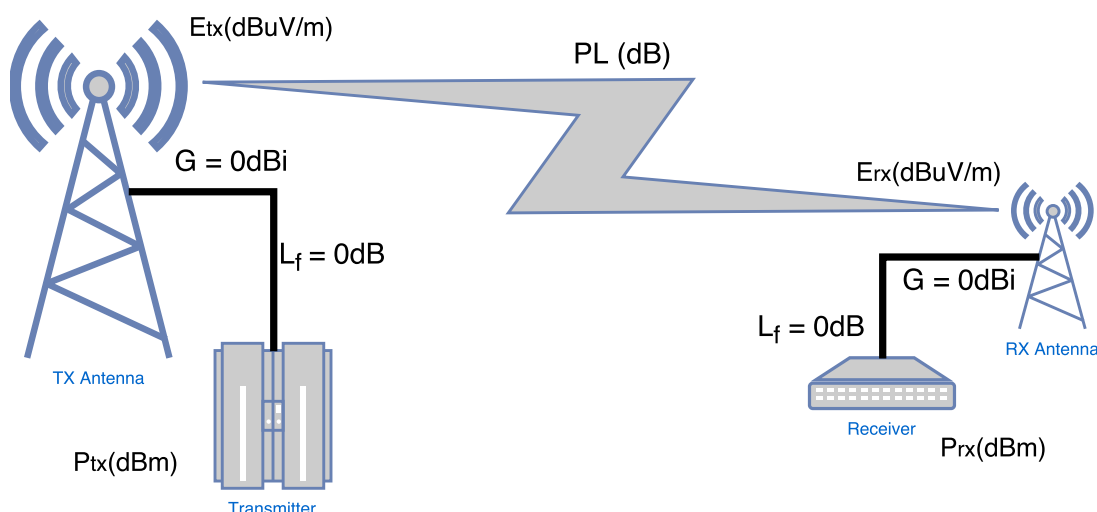 Etx(dBuV/m)
PL (dB)
G = 0dBi
Erx(dBuV/m)
Lf = 0dB
G = 0dBi
Lf = 0dB
RX Antenna
TX Antenna
Receiver
Prx(dBm)
Ptx(dBm)
Transmitter